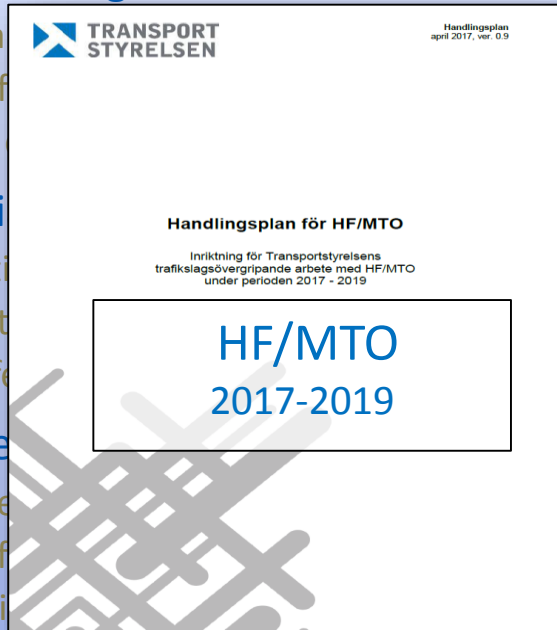 TRANSPORT
STYRELSEN
Handlingsplan
april 2017, ver. 0.9
Handlingsplan för HF/MTO
Inriktning för Transportstyrelsens
trafikslagsövergripande arbete med HF/MTO
under perioden 2017 - 2019
HF/MTO
2017-2019